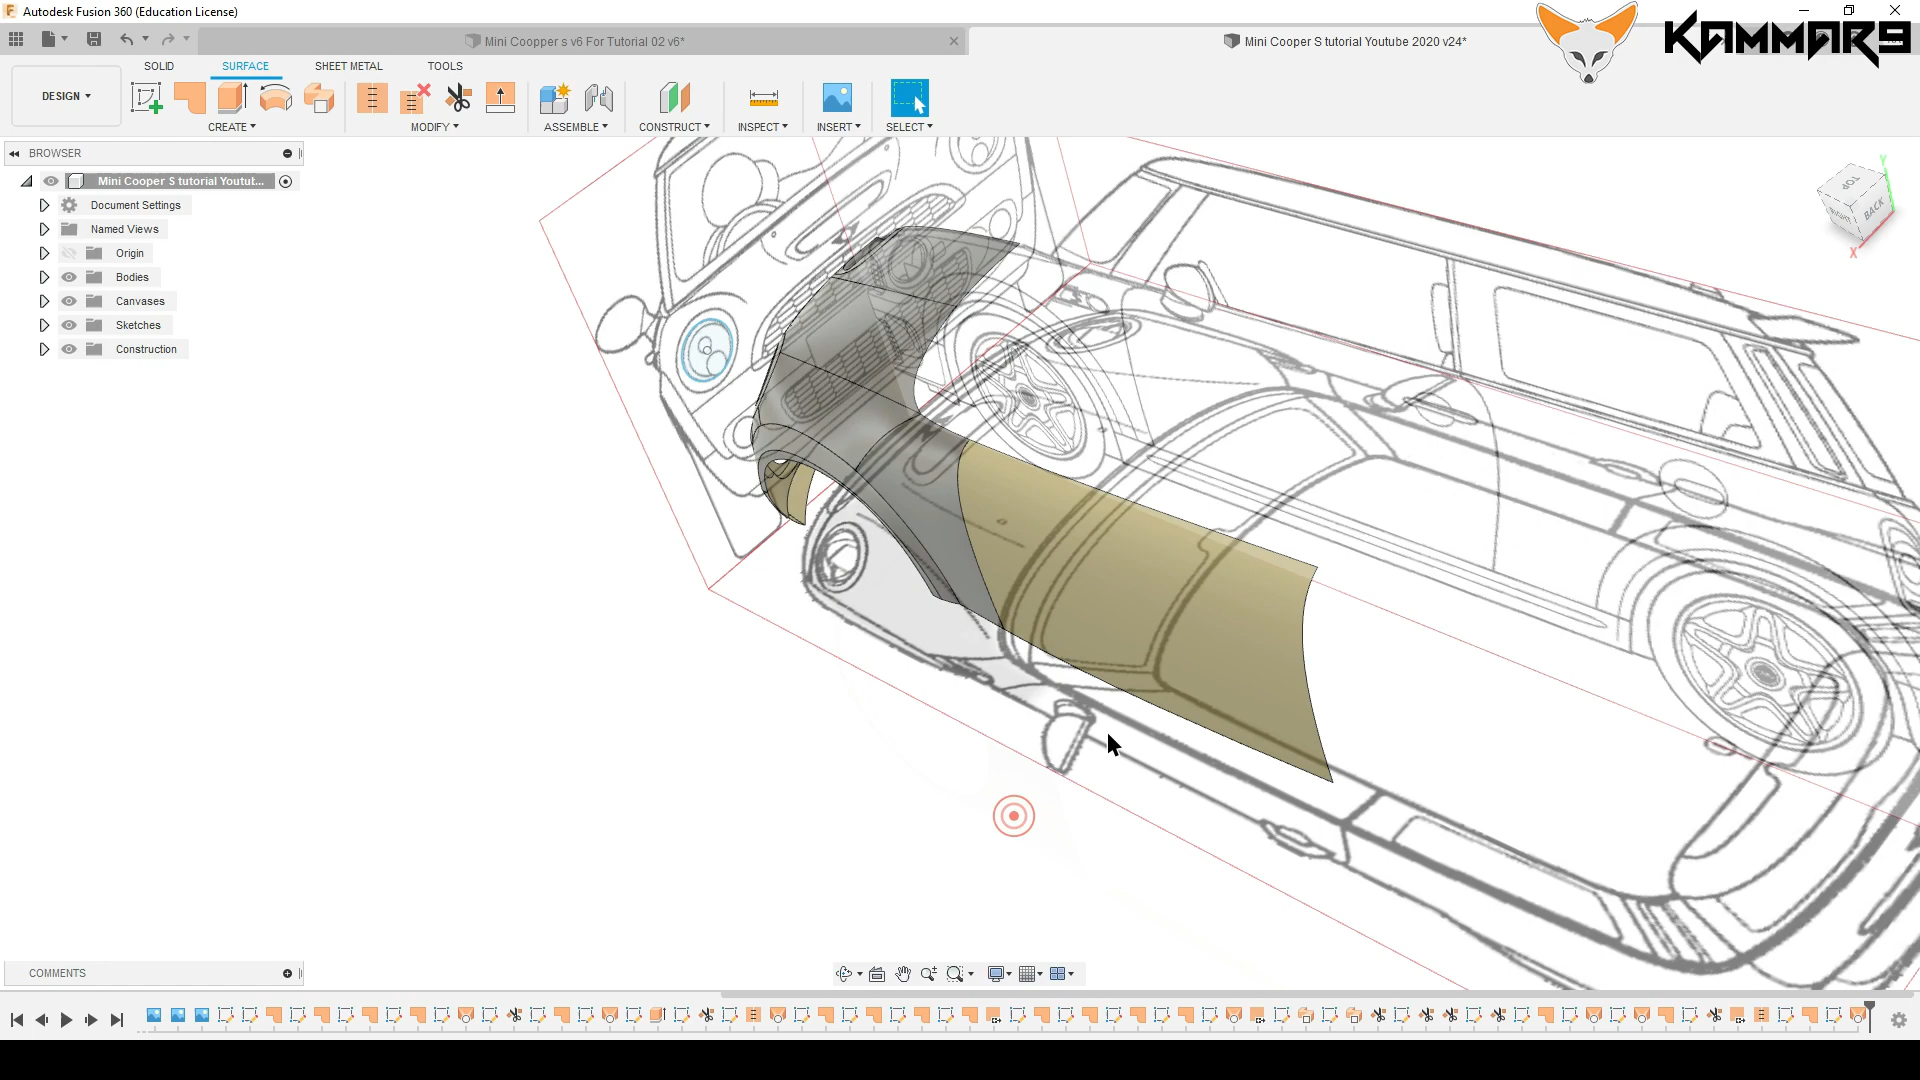 Autodesk Fusion 360 (Education License)
KAMMAR9
Mini Coopper s v6 For Tutorial 02 v6*
Mini Cooper S tutorial Youtube 2020 v24*
SOLID
SURFACE
SHEET METAL
TOOLS
DESIGN
CREATE
MODIFY
ASSEMBLE
CONSTRUCT
INSPECT
INSERT
SELECT
BROWSER
Mini Cooper S tutorial Youtut...
Document Settings
Named Views
Origin
Bodies
Canvases
Sketches
Construction
TOP
RIGHT
BACK
Y
X
COMMENTS